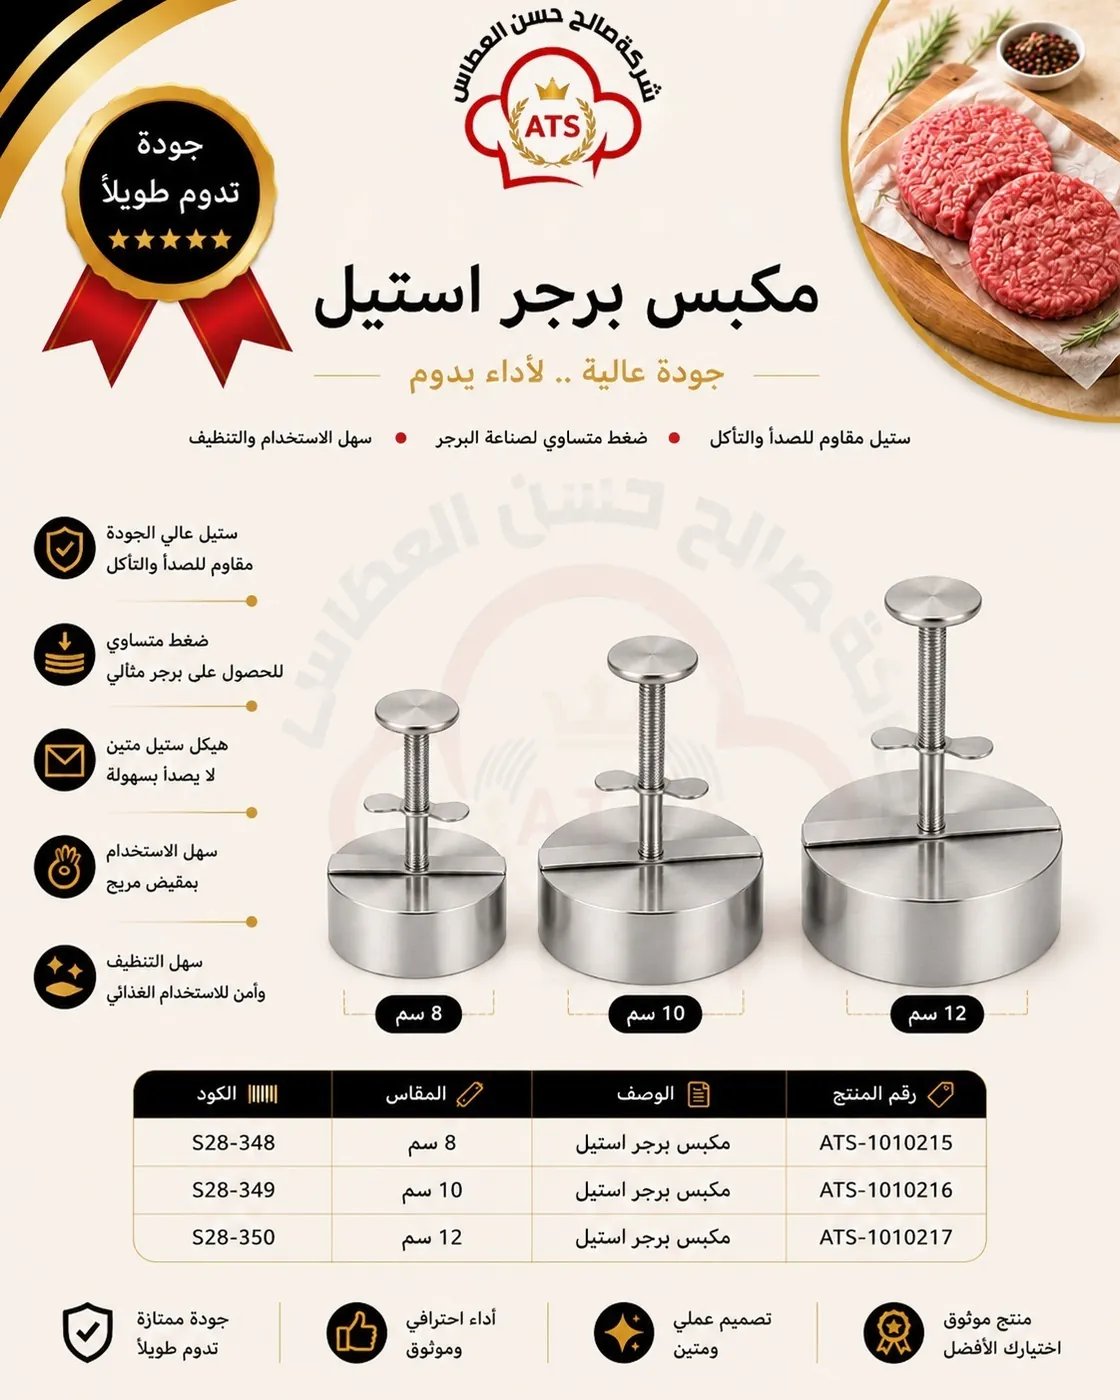 شركة صالح حسن العطاس
ATS
جودة
تدوم طويلاً
مكبس برجر استيل
جودة عالية .. لأداء يدوم
ستيل مقاوم للصدأ والتأكل • ضغط متساوي لصناعة البرجر • سهل الاستخدام والتنظيف
ستيل عالي الجودة
مقاوم للصدأ والتأكل
ضغط متساوي
للحصول على برجر مثالي
هيكل ستيل متين
لا يصدأ بسهولة
سهل الاستخدام
بمقيض مريح
سهل التنظيف
وأمن للاستخدام الغذائي
8 سم
10 سم
12 سم
رقم المنتج الوصف المقاس الكود
ATS-1010215 مكبس برجر استيل 8 سم S28-348
ATS-1010216 مكبس برجر استيل 10 سم S28-349
ATS-1010217 مكبس برجر استيل 12 سم S28-350
منتج موثوق
اختيارك الأفضل
تصميم عملي
ومتين
أداء احترافي
وموثوق
جودة ممتازة
تدوم طويلاً